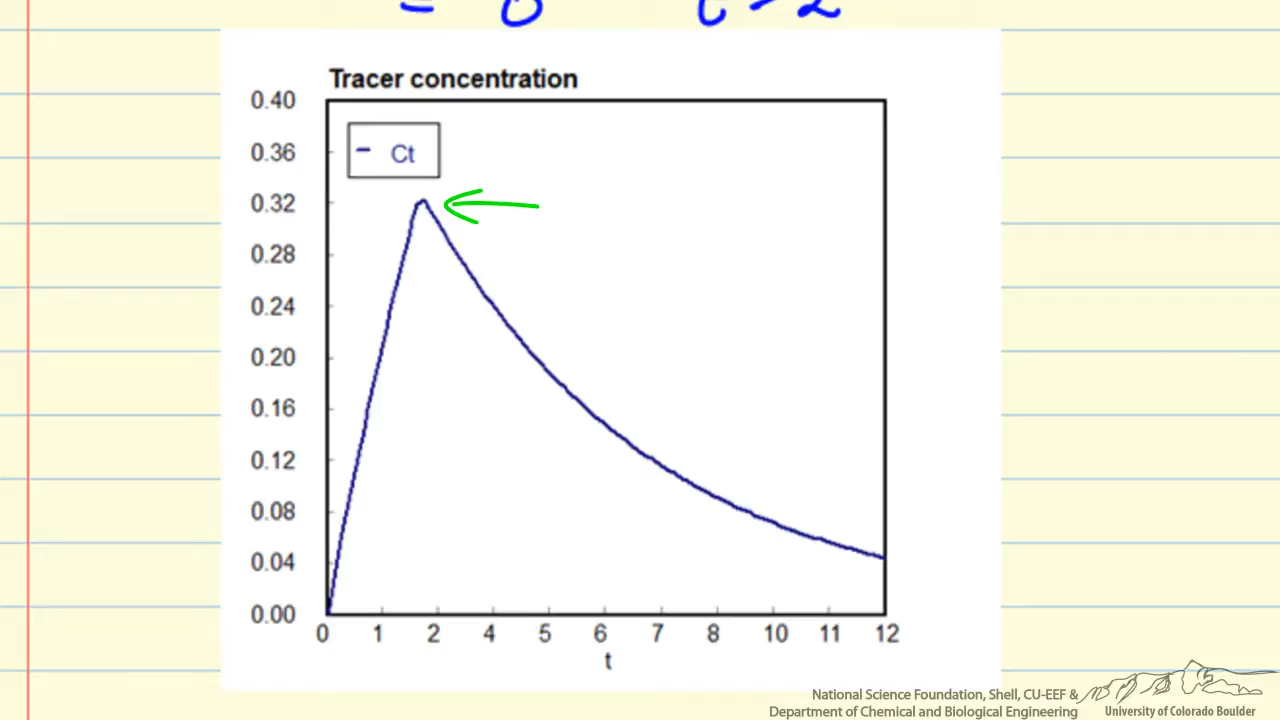 = 0 t > 2
Tracer concentration
0.40
Ct
0.36
0.32
0.28
0.24
0.20
0.16
0.12
0.08
0.04
0.00
0 1 2 4 5 6 7 8 10 11 12
t
National Science Foundation, Shell, CU-EEF &
Department of Chemical and Biological Engineering
University of Colorado Boulder